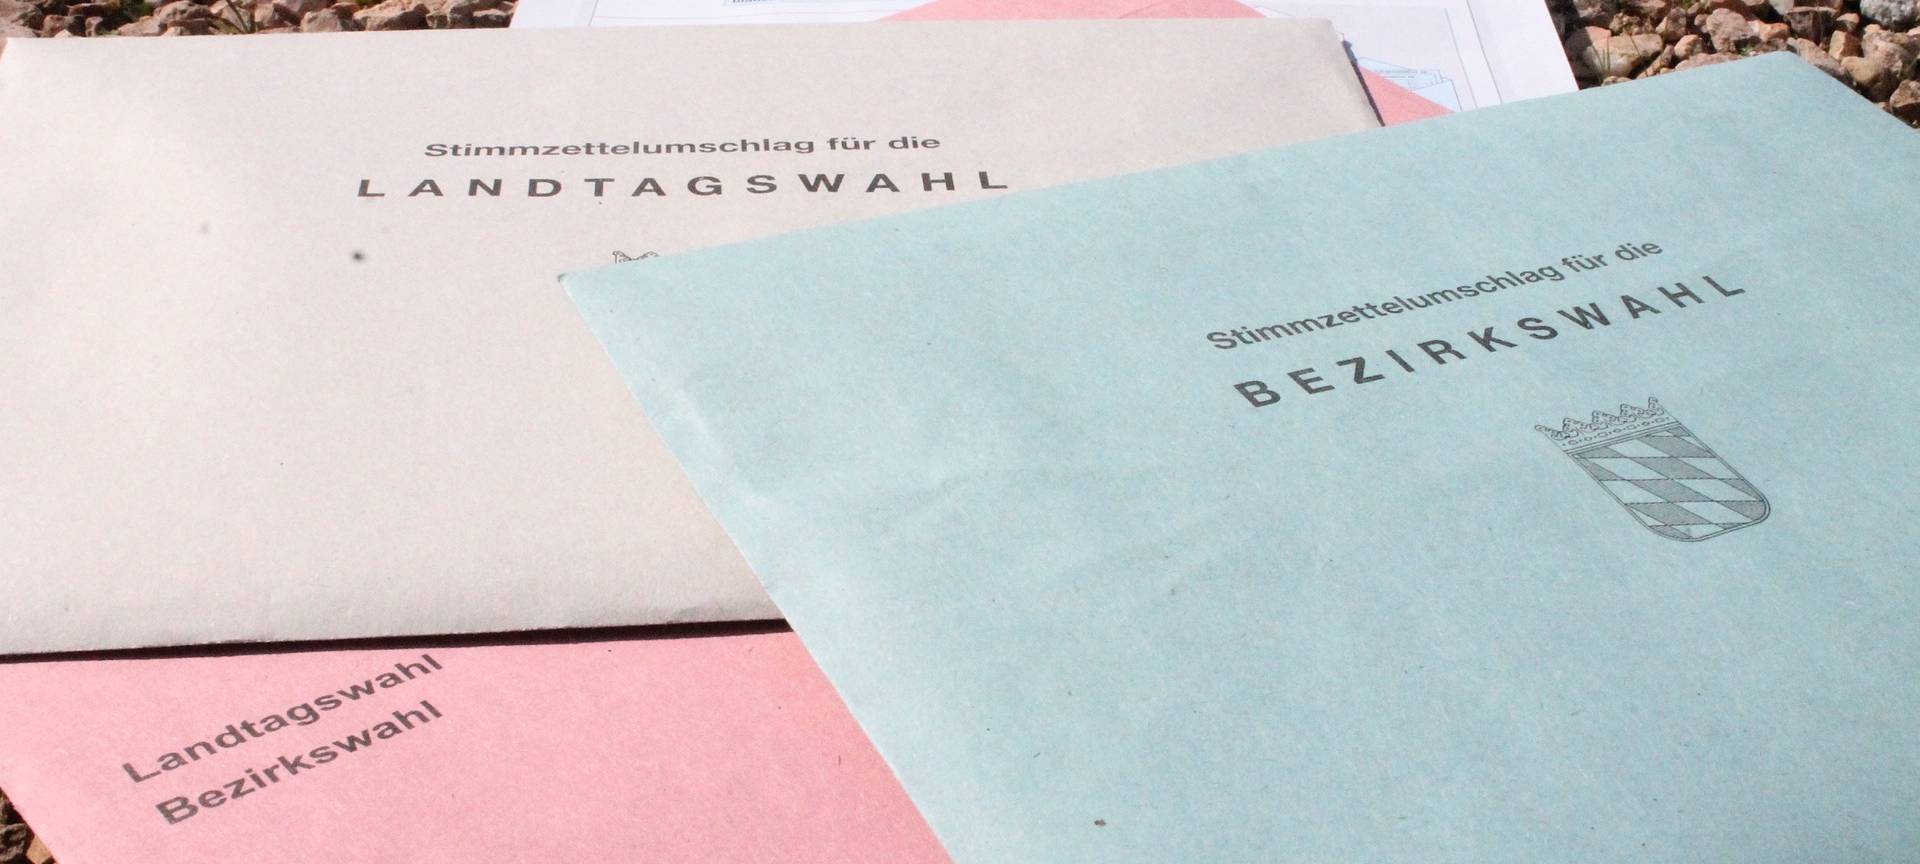 Stimmzettelumschlag für die
LANDTAGSWAHL
Stimmzettelumschlag für die
BEZIRKSWAHL
Landtagswahl
Bezirkswahl